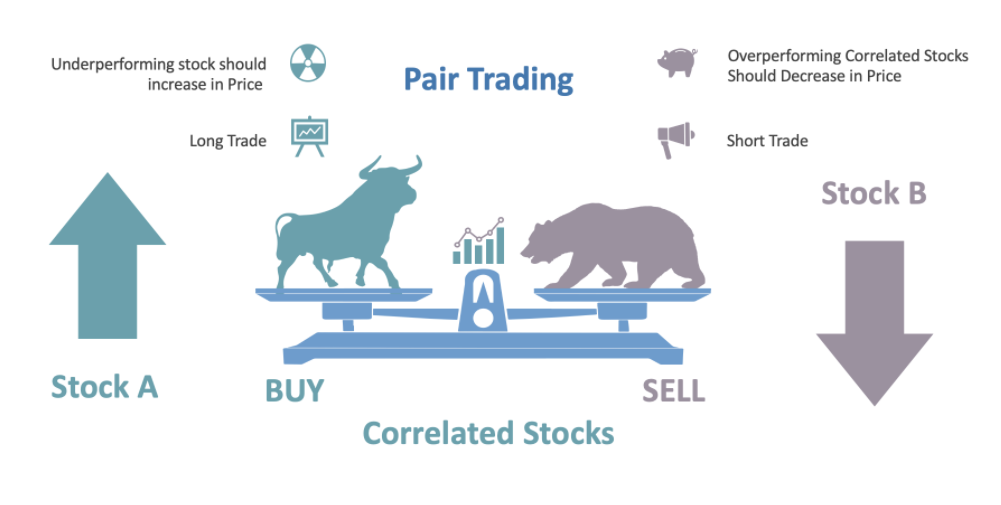 Underperforming stock should
increase in Price
Pair Trading
Overperforming Correlated Stocks
Should Decrease in Price
Long Trade
Short Trade
Stock B
Stock A
BUY
SELL
Correlated Stocks